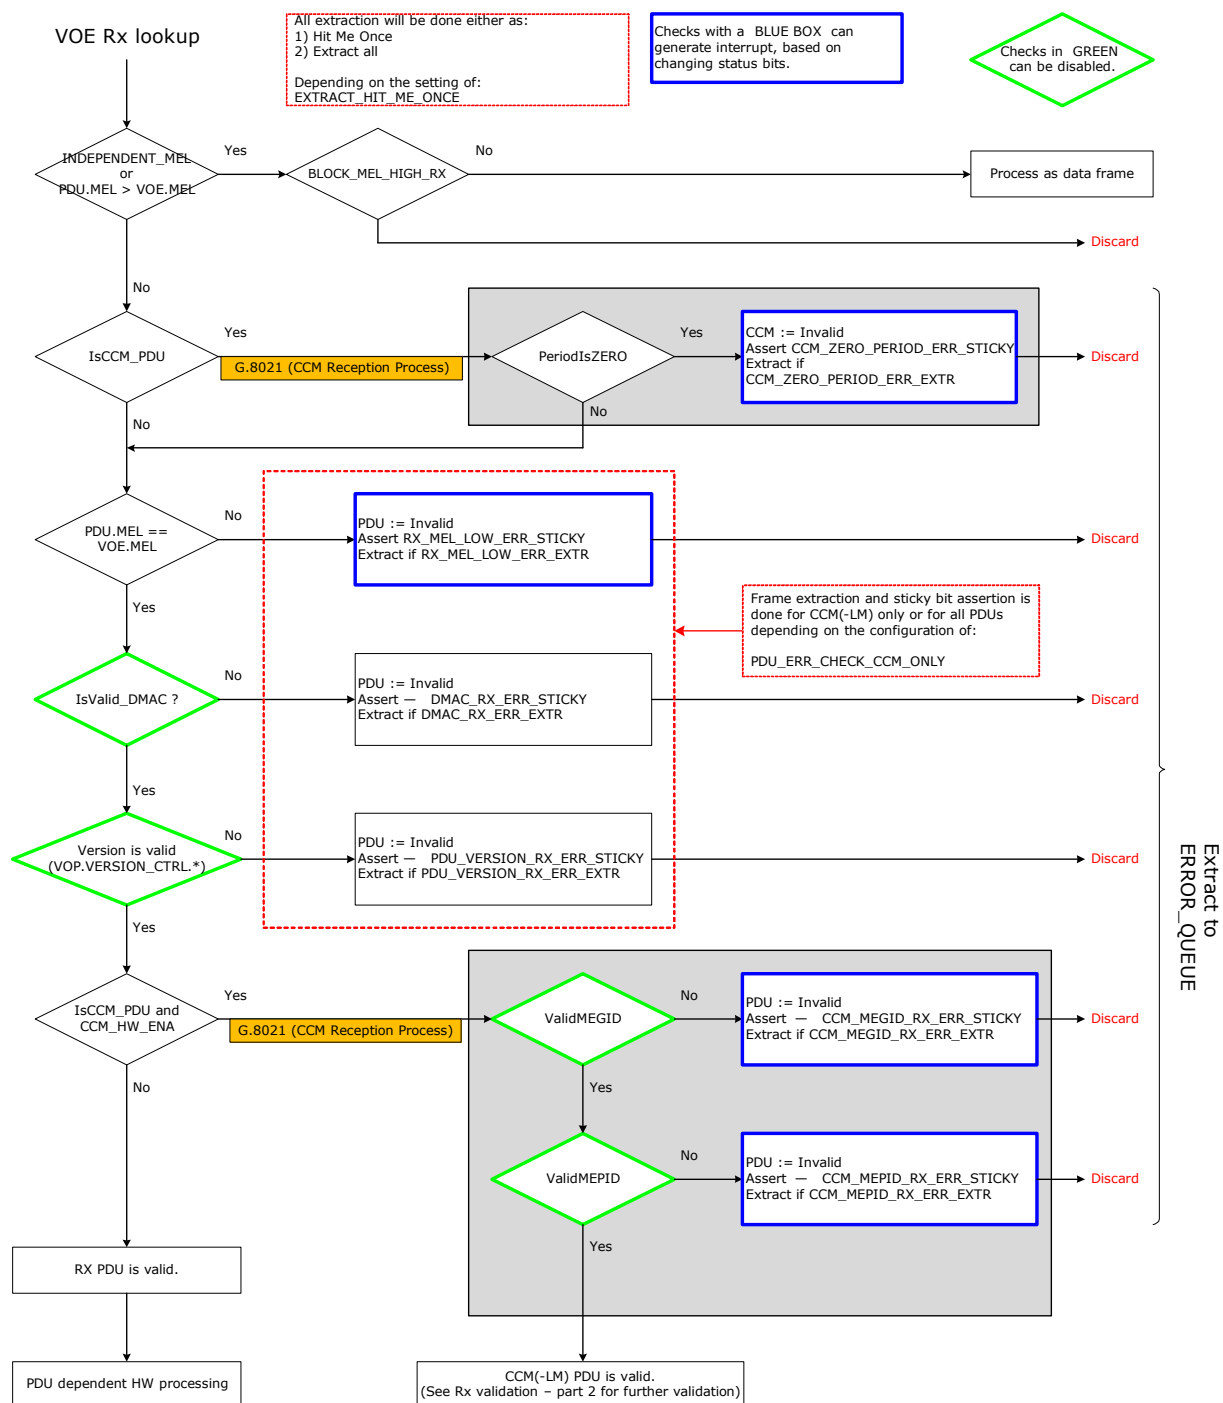 VOE Rx lookup
All extraction will be done either as:
1) Hit Me Once
2) Extract all
Depending on the setting of:
EXTRACT_HIT_ME_ONCE
Checks with a BLUE BOX can
generate interrupt, based on
changing status bits.
Checks in GREEN
can be disabled.
INDEPENDENT_MEL
or
PDU.MEL > VOE.MEL
Yes
BLOCK_MEL_HIGH_RX
No
Process as data frame
Discard
No
IsCCM_PDU
Yes
G.8021 (CCM Reception Process)
PeriodIsZERO
Yes
CCM := Invalid
Assert CCM_ZERO_PERIOD_ERR_STICKY
Extract if
CCM_ZERO_PERIOD_ERR_EXTR
Discard
No
No
PDU.MEL ==
VOE.MEL
No
PDU := Invalid
Assert RX_MEL_LOW_ERR_STICKY
Extract if RX_MEL_LOW_ERR_EXTR
Discard
Yes
Frame extraction and sticky bit assertion is
done for CCM(-LM) only or for all PDUs
depending on the configuration of:
PDU_ERR_CHECK_CCM_ONLY
IsValid_DMAC ?
No
PDU := Invalid
Assert — DMAC_RX_ERR_STICKY
Extract if DMAC_RX_ERR_EXTR
Discard
Yes
Version is valid
(VOP.VERSION_CTRL.*)
No
PDU := Invalid
Assert — PDU_VERSION_RX_ERR_STICKY
Extract if PDU_VERSION_RX_ERR_EXTR
Discard
Extract to
ERROR_QUEUE
Yes
IsCCM_PDU and
CCM_HW_ENA
Yes
G.8021 (CCM Reception Process)
ValidMEGID
No
PDU := Invalid
Assert — CCM_MEGID_RX_ERR_STICKY
Extract if CCM_MEGID_RX_ERR_EXTR
Discard
No
Yes
ValidMEPID
No
PDU := Invalid
Assert — CCM_MEPID_RX_ERR_STICKY
Extract if CCM_MEPID_RX_ERR_EXTR
Discard
Yes
RX PDU is valid.
PDU dependent HW processing
CCM(-LM) PDU is valid.
(See Rx validation – part 2 for further validation)